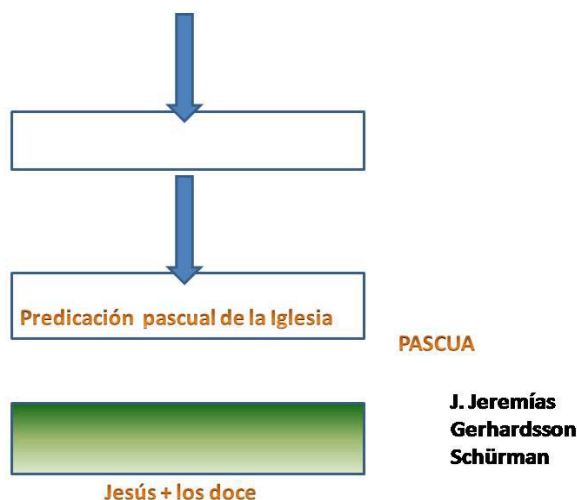 Predicación pascual de la Iglesia
PASCUA
J. Jeremías
Gerhardsson
Schürman
Jesús + los doce